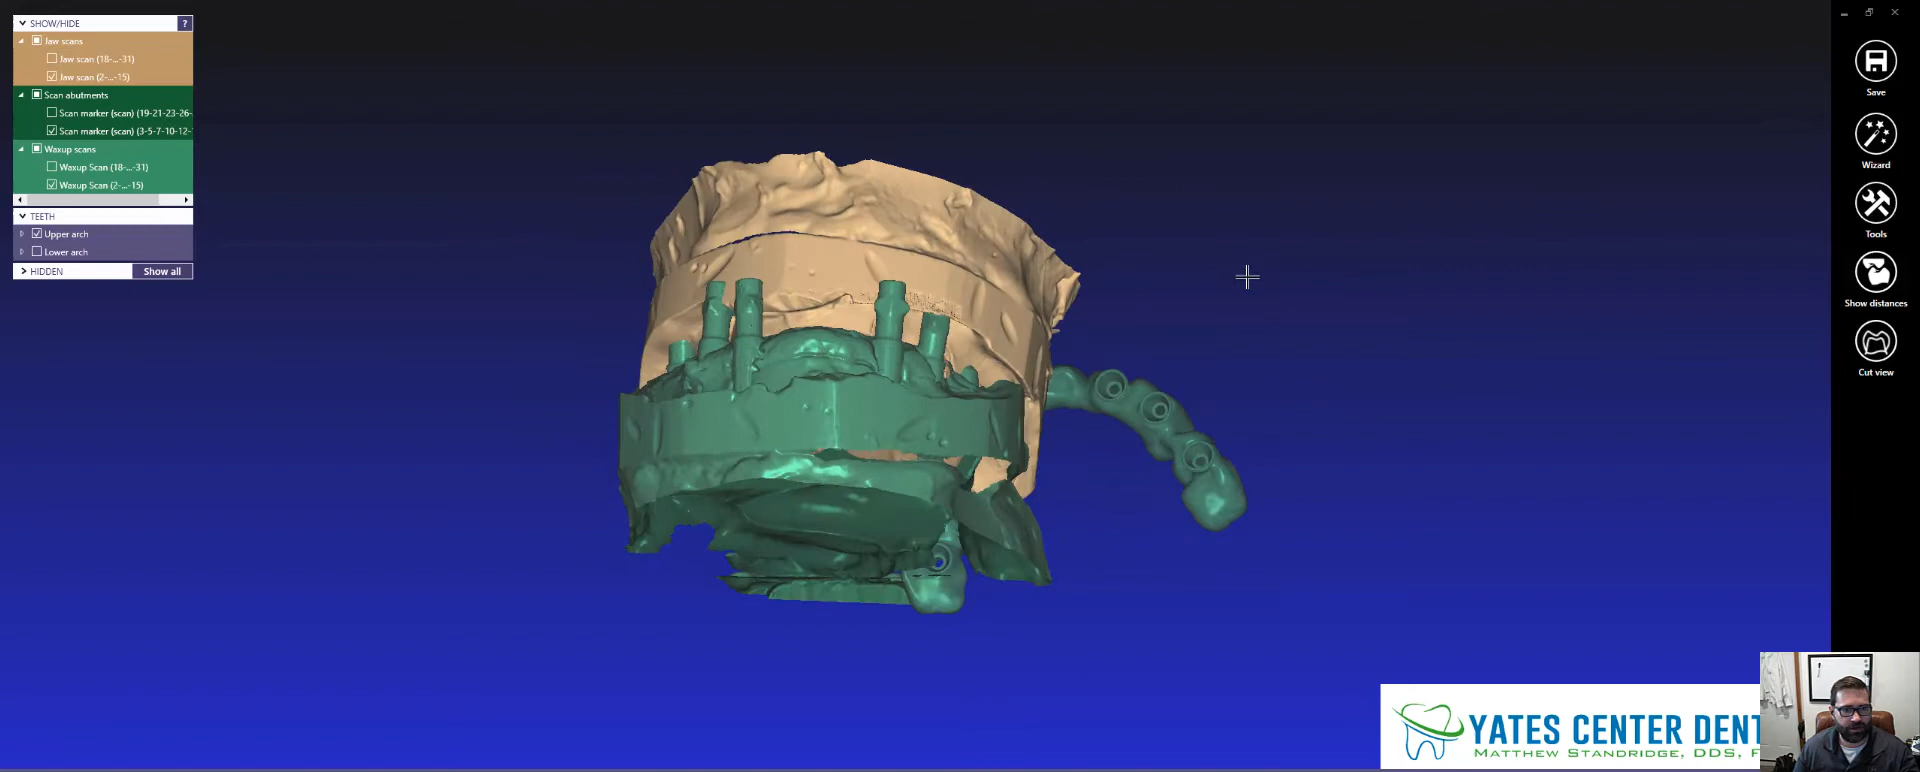 SHOW/HIDE
?
Jaw scans
Jaw scan (18-...-31)
Jaw scan (2-...-15)
Scan abutments
Scan marker (scan) (19-21-23-26-
Scan marker (scan) (3-5-7-10-12-
Waxup scans
Waxup Scan (18-...-31)
Waxup Scan (2-...-15)
TEETH
Upper arch
Lower arch
HIDDEN
Show all
Save
Wizard
Tools
Show distances
Cut view
YATES CENTER DENT
MATTHEW STANDRIDGE, DDS, F